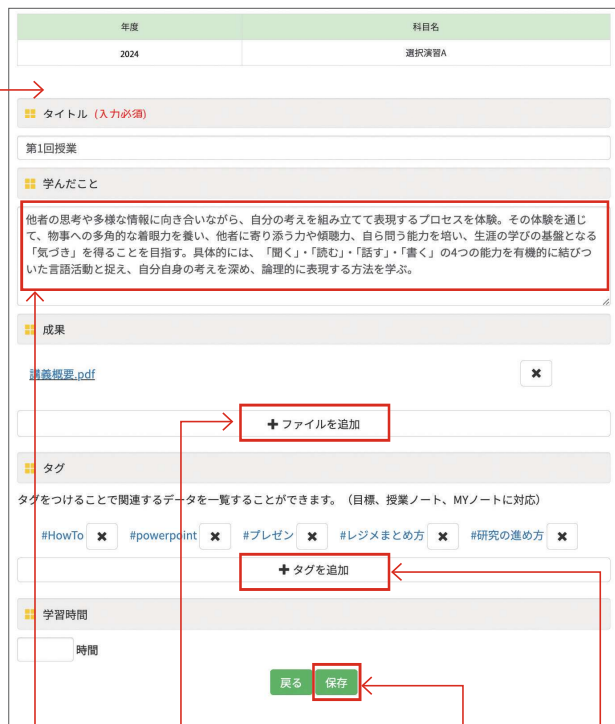 年度 科目名
2024 選択演習A
タイトル (入力必須)
第1回授業
学んだこと
他者の思考や多様な情報に向き合いながら、自分の考えを組み立てて表現するプロセスを体験。その体験を通じ
て、物事への多角的な着眼力を養い、他者に寄り添う力や傾聴力、自ら問う能力を培い、生涯の学びの基盤となる
「気づき」を得ることを目指す。具体的には、「聞く」・「読む」・「話す」・「書く」の4つの能力を有機的に結びつ
いた言語活動と捉え、自分自身の考えを深め、論理的に表現する方法を学ぶ。
成果
講義概要.pdf
ファイルを追加
タグ
タグをつけることで関連するデータを一覧することができます。（目標、授業ノート、MYノートに対応）
#HowTo #powerpoint #プレゼン #レジメまとめ方 #研究の進め方
タグを追加
学習時間
時間
戻る 保存